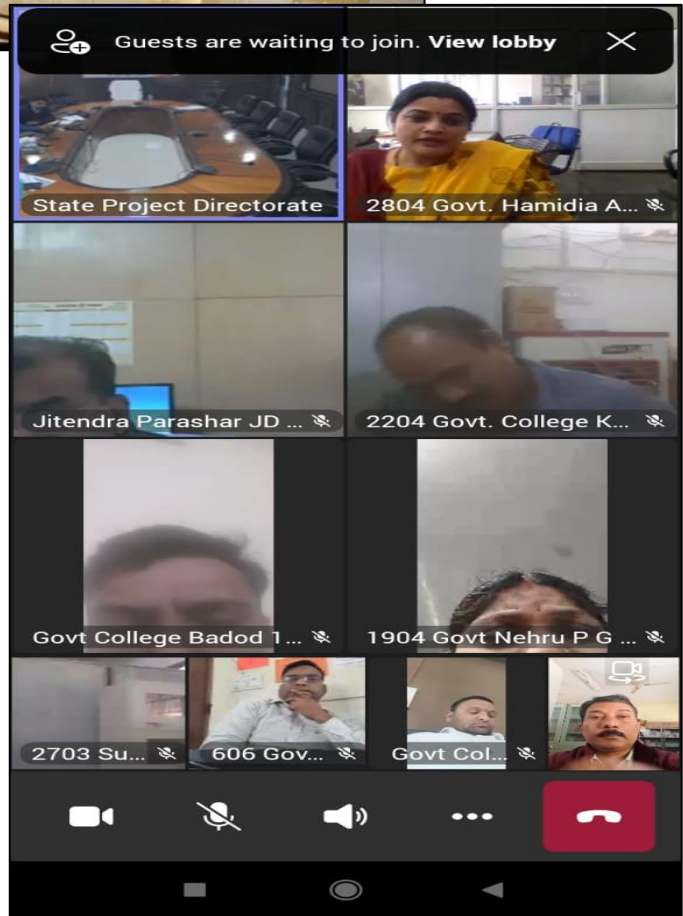 Guests are waiting to join. View lobby
State Project Directorate
2804 Govt. Hamidia A...
Jitendra Parashar JD ...
2204 Govt. College K...
Govt College Badod 1...
1904 Govt Nehru P G ...
2703 Su...
606 Gov...
Govt Col...